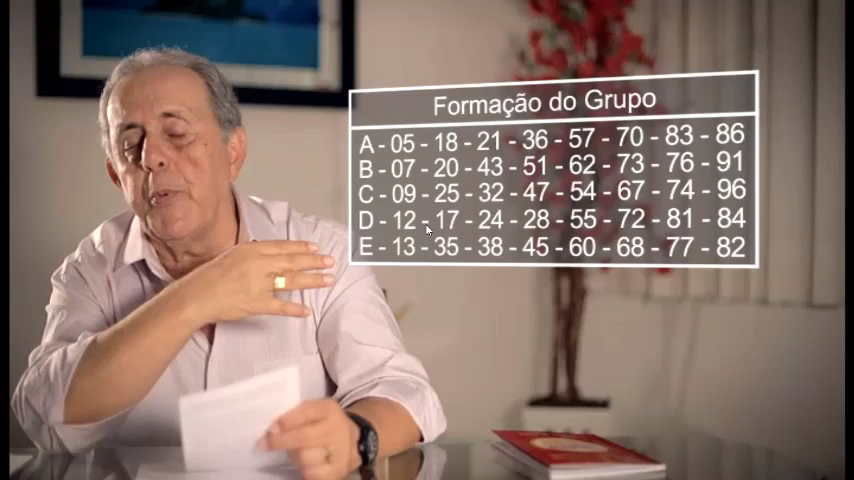 Formação do Grupo
A - 05 - 18 - 21 - 36 - 57 - 70 - 83 - 86
B - 07 - 20 - 43 - 51 - 62 - 73 - 76 - 91
C - 09 - 25 - 32 - 47 - 54 - 67 - 74 - 96
D - 12 - 17 - 24 - 28 - 55 - 72 - 81 - 84
E - 13 - 35 - 38 - 45 - 60 - 68 - 77 - 82